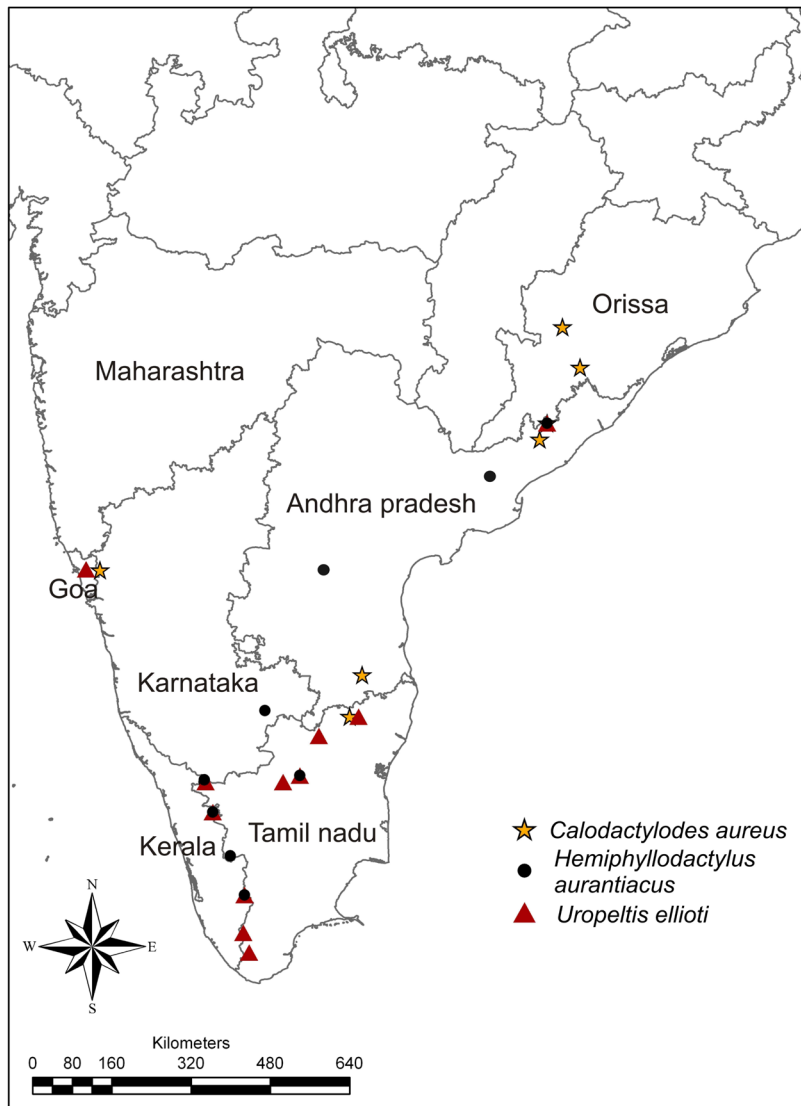 Orissa
Maharashtra
Andhra pradesh
Goa
Karnataka
Kerala
Tamil nadu
Calodactylodes aureus
Hemiphyllodactylus
aurantiacus
Uropeltis ellioti
N
W E
S
Kilometers
0 80 160 320 480 640